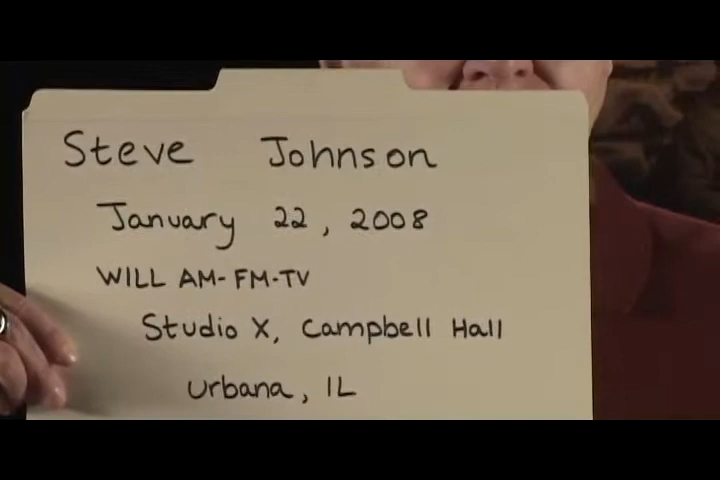 Steve Johnson
January 22, 2008
WILL AM-FM-TV
Studio X, Campbell Hall
Urbana, IL